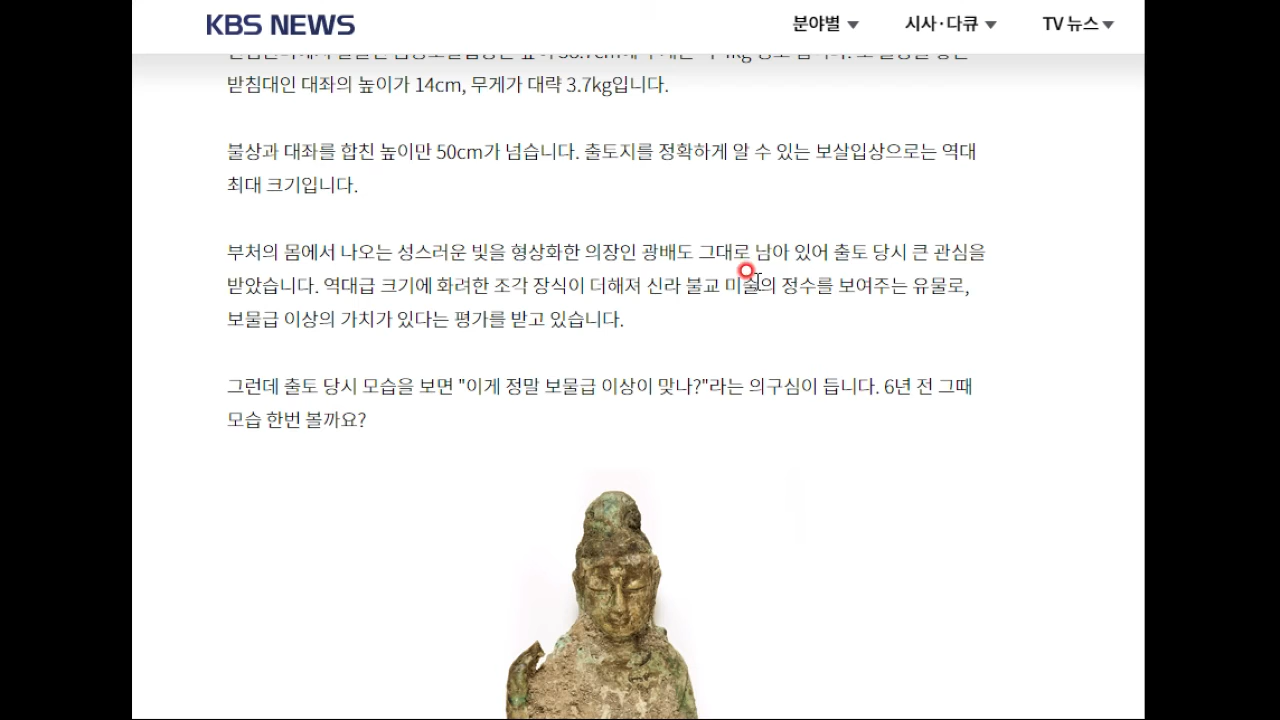 KBS NEWS
분야별
시사·다큐
TV 뉴스
받침대인 대좌의 높이가 14cm, 무게가 대략 3.7kg입니다.
불상과 대좌를 합친 높이만 50cm가 넘습니다. 출토지를 정확하게 알 수 있는 보살입상으로는 역대
최대 크기입니다.
부처의 몸에서 나오는 성스러운 빛을 형상화한 의장인 광배도 그대로 남아 있어 출토 당시 큰 관심을
받았습니다. 역대급 크기에 화려한 조각 장식이 더해져 신라 불교 미술의 정수를 보여주는 유물로,
보물급 이상의 가치가 있다는 평가를 받고 있습니다.
그런데 출토 당시 모습을 보면 "이게 정말 보물급 이상이 맞나?"라는 의구심이 듭니다. 6년 전 그때
모습 한번 볼까요?